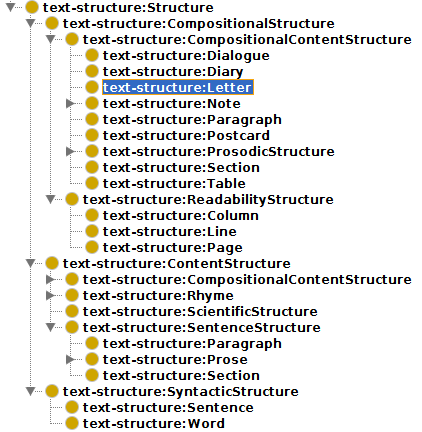 text-structure:Structure
text-structure:CompositionalStructure
text-structure:CompositionalContentStructure
text-structure:Dialogue
text-structure:Diary
text-structure:Letter
text-structure:Note
text-structure:Paragraph
text-structure:Postcard
text-structure:ProsodicStructure
text-structure:Section
text-structure:Table
text-structure:ReadabilityStructure
text-structure:Column
text-structure:Line
text-structure:Page
text-structure:ContentStructure
text-structure:CompositionalContentStructure
text-structure:Rhyme
text-structure:ScientificStructure
text-structure:SentenceStructure
text-structure:Paragraph
text-structure:Prose
text-structure:Section
text-structure:SyntacticStructure
text-structure:Sentence
text-structure:Word